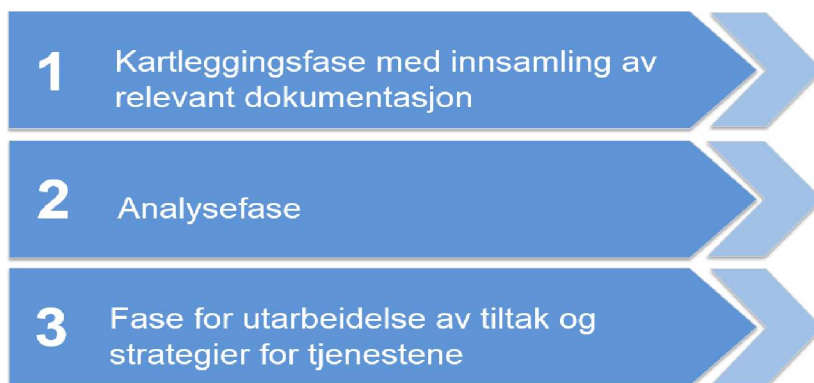 1 Kartleggingsfase med innsamling av
relevant dokumentasjon
2 Analysefase
3 Fase for utarbeidelse av tiltak og
strategier for tjenestene